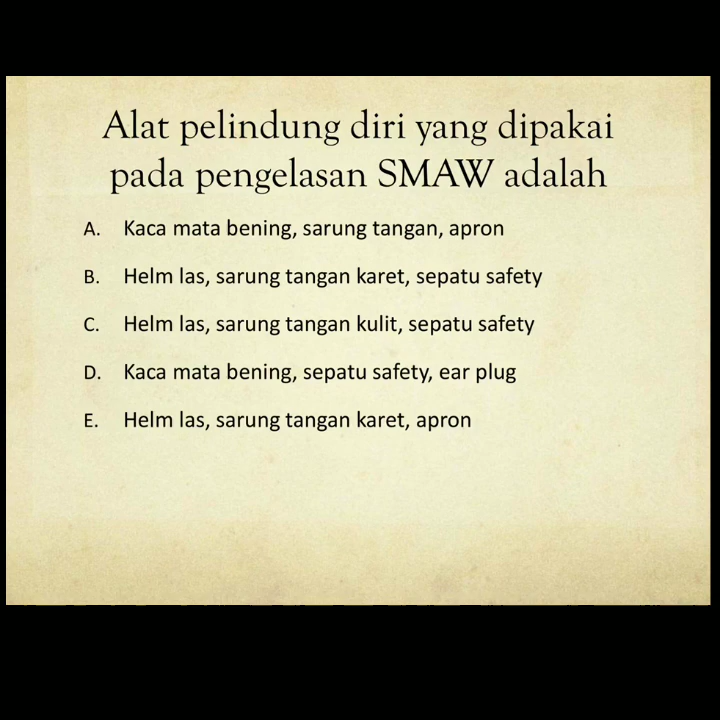 Alat pelindung diri yang dipakai
pada pengelasan SMAW adalah
A. Kaca mata bening, sarung tangan, apron
B. Helm las, sarung tangan karet, sepatu safety
C. Helm las, sarung tangan kulit, sepatu safety
D. Kaca mata bening, sepatu safety, ear plug
E. Helm las, sarung tangan karet, apron